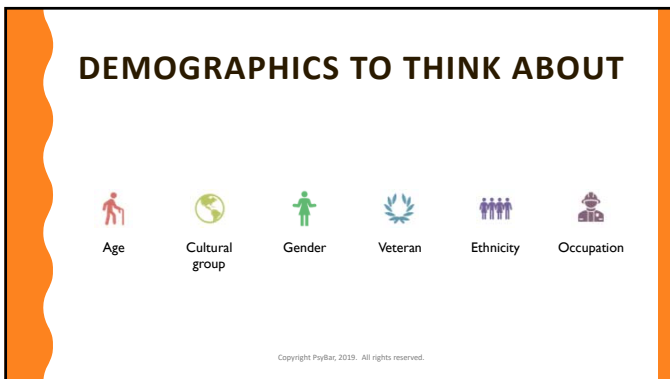 DEMOGRAPHICS TO THINK ABOUT
Age
Cultural
group
Gender
Veteran
Ethnicity
Occupation
Copyright PsyBar, 2019. All rights reserved.